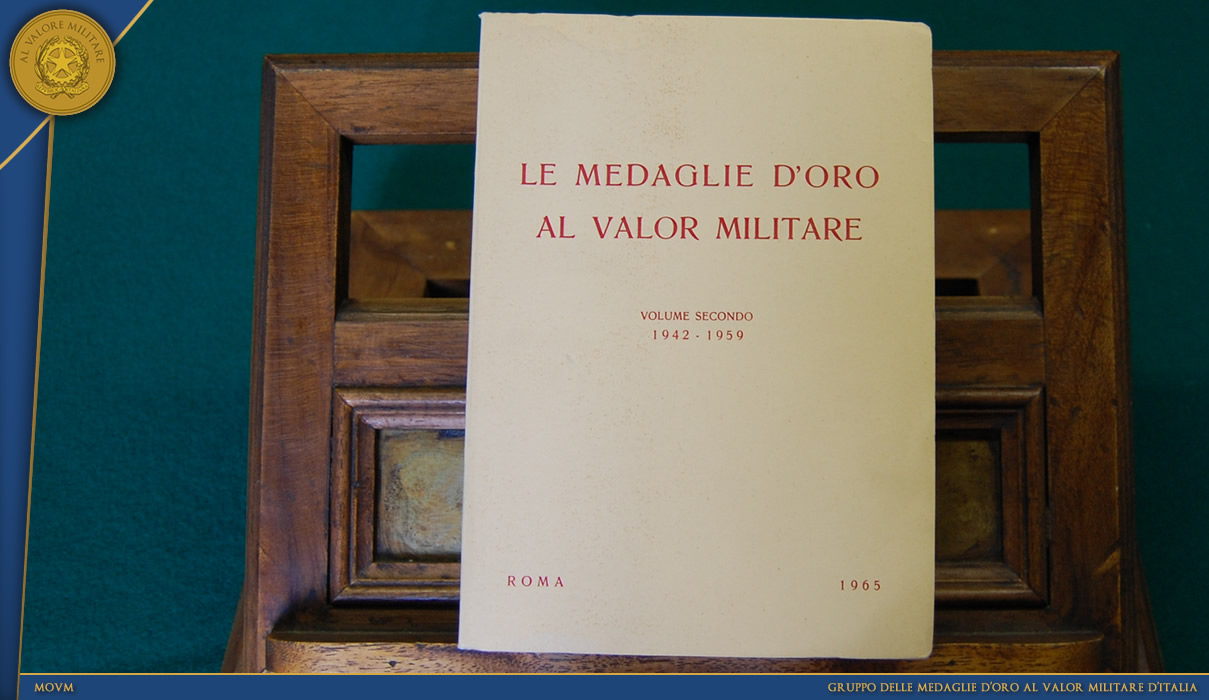 AL VALORE MILITARE
LE MEDAGLIE D'ORO
AL VALOR MILITARE
VOLUME SECONDO
1942 - 1959
ROMA 1965
MOVM GRUPPO DELLE MEDAGLIE D'ORO AL VALOR MILITARE D'ITALIA